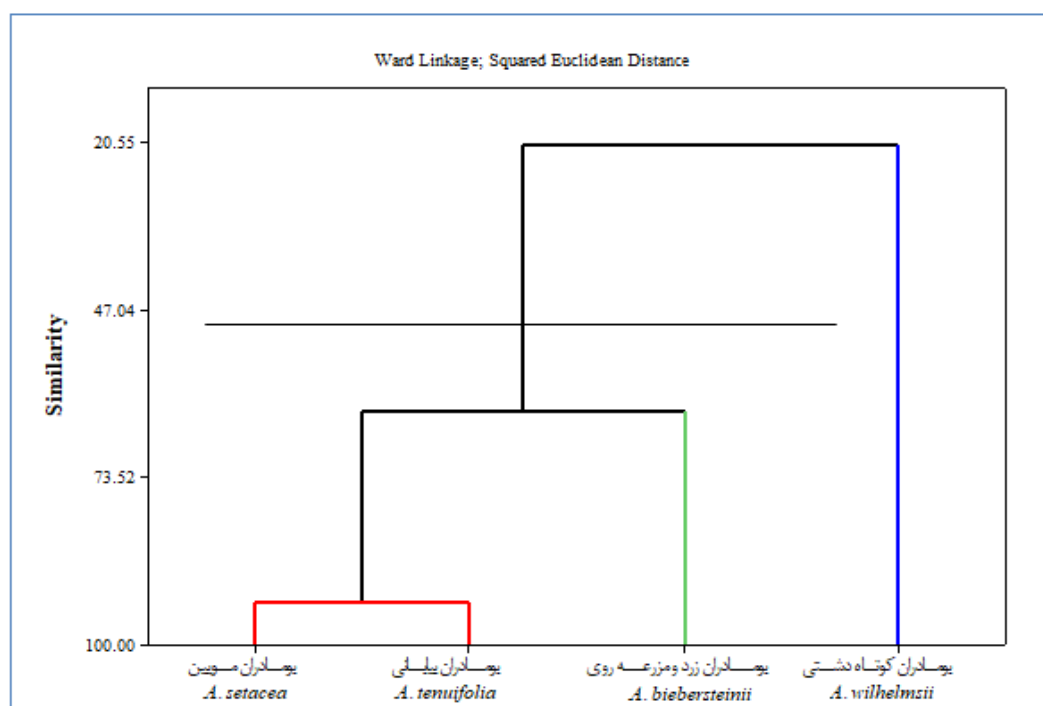 Ward Linkage; Squared Euclidean Distance
Similarity
20.55
47.04
73.52
100.00
بومادران مویین
بومادران بیابانی
بومادران زرد ومزرعه روی
بومادران کوتاه دشتی
A. setacea
A. tenuifolia
A. biebersteinii
A. wilhelmsii